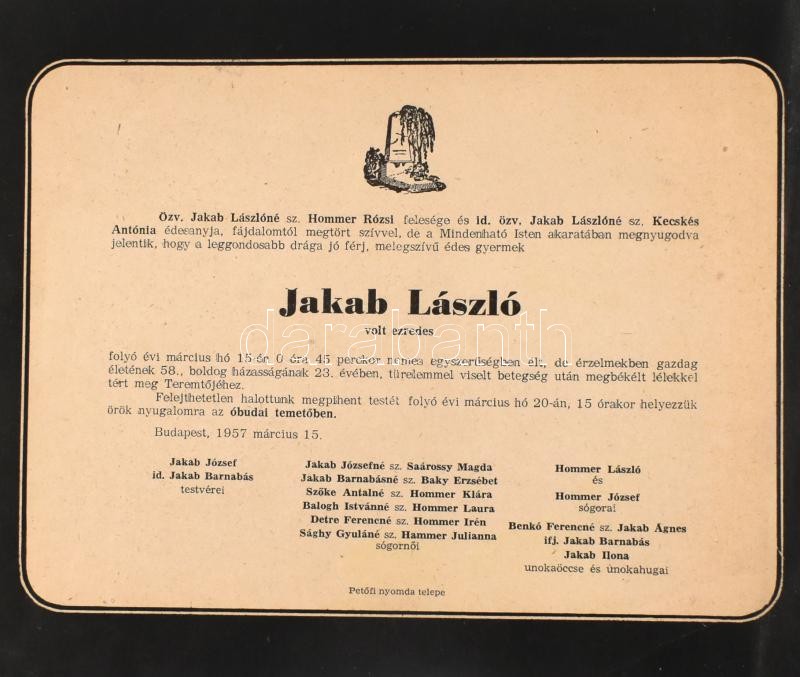 Özv. Jakab Lászlóné sz. Hommer Rózsi felesége és id. özv. Jakab Lászlóné sz. Kecskés
Antónia édesanyja, fájdalomtól megtört szívvel, de a Mindenható Isten akaratában megnyugodva
jelentik, hogy a leggondosabb drága jó férj, melegszívű édes gyermek
Jakab László
volt ezredes
darabanth
folyó évi március hó 15-én 0 óra 45 perckor nemes egyszerűségben élt, de érzelmekben gazdag
életének 58., boldog házasságának 23. évében, türelemmel viselt betegség után megbékélt lélekkel
tért meg Teremtőjéhez.
Felejthetetlen halottunk megpihent testét folyó évi március hó 20-án, 15 órakor helyezzük
örök nyugalomra az óbudai temetőben.
Budapest, 1957 március 15.
Jakab József
id. Jakab Barnabás
testvérei
Jakab Józsefné sz. Saárossy Magda
Jakab Barnabásné sz. Baky Erzsébet
Szőke Antalné sz. Hommer Klára
Balogh Istvánné sz. Hommer Laura
Detre Ferencné sz. Hommer Irén
Sághy Gyuláné sz. Hammer Julianna
sógornői
Hommer László
és
Hommer József
sógorai
Benkó Ferencné sz. Jakab Ágnes
ifj. Jakab Barnabás
Jakab Ilona
unokaöccse és unokahugai
Petőfi nyomda telepe